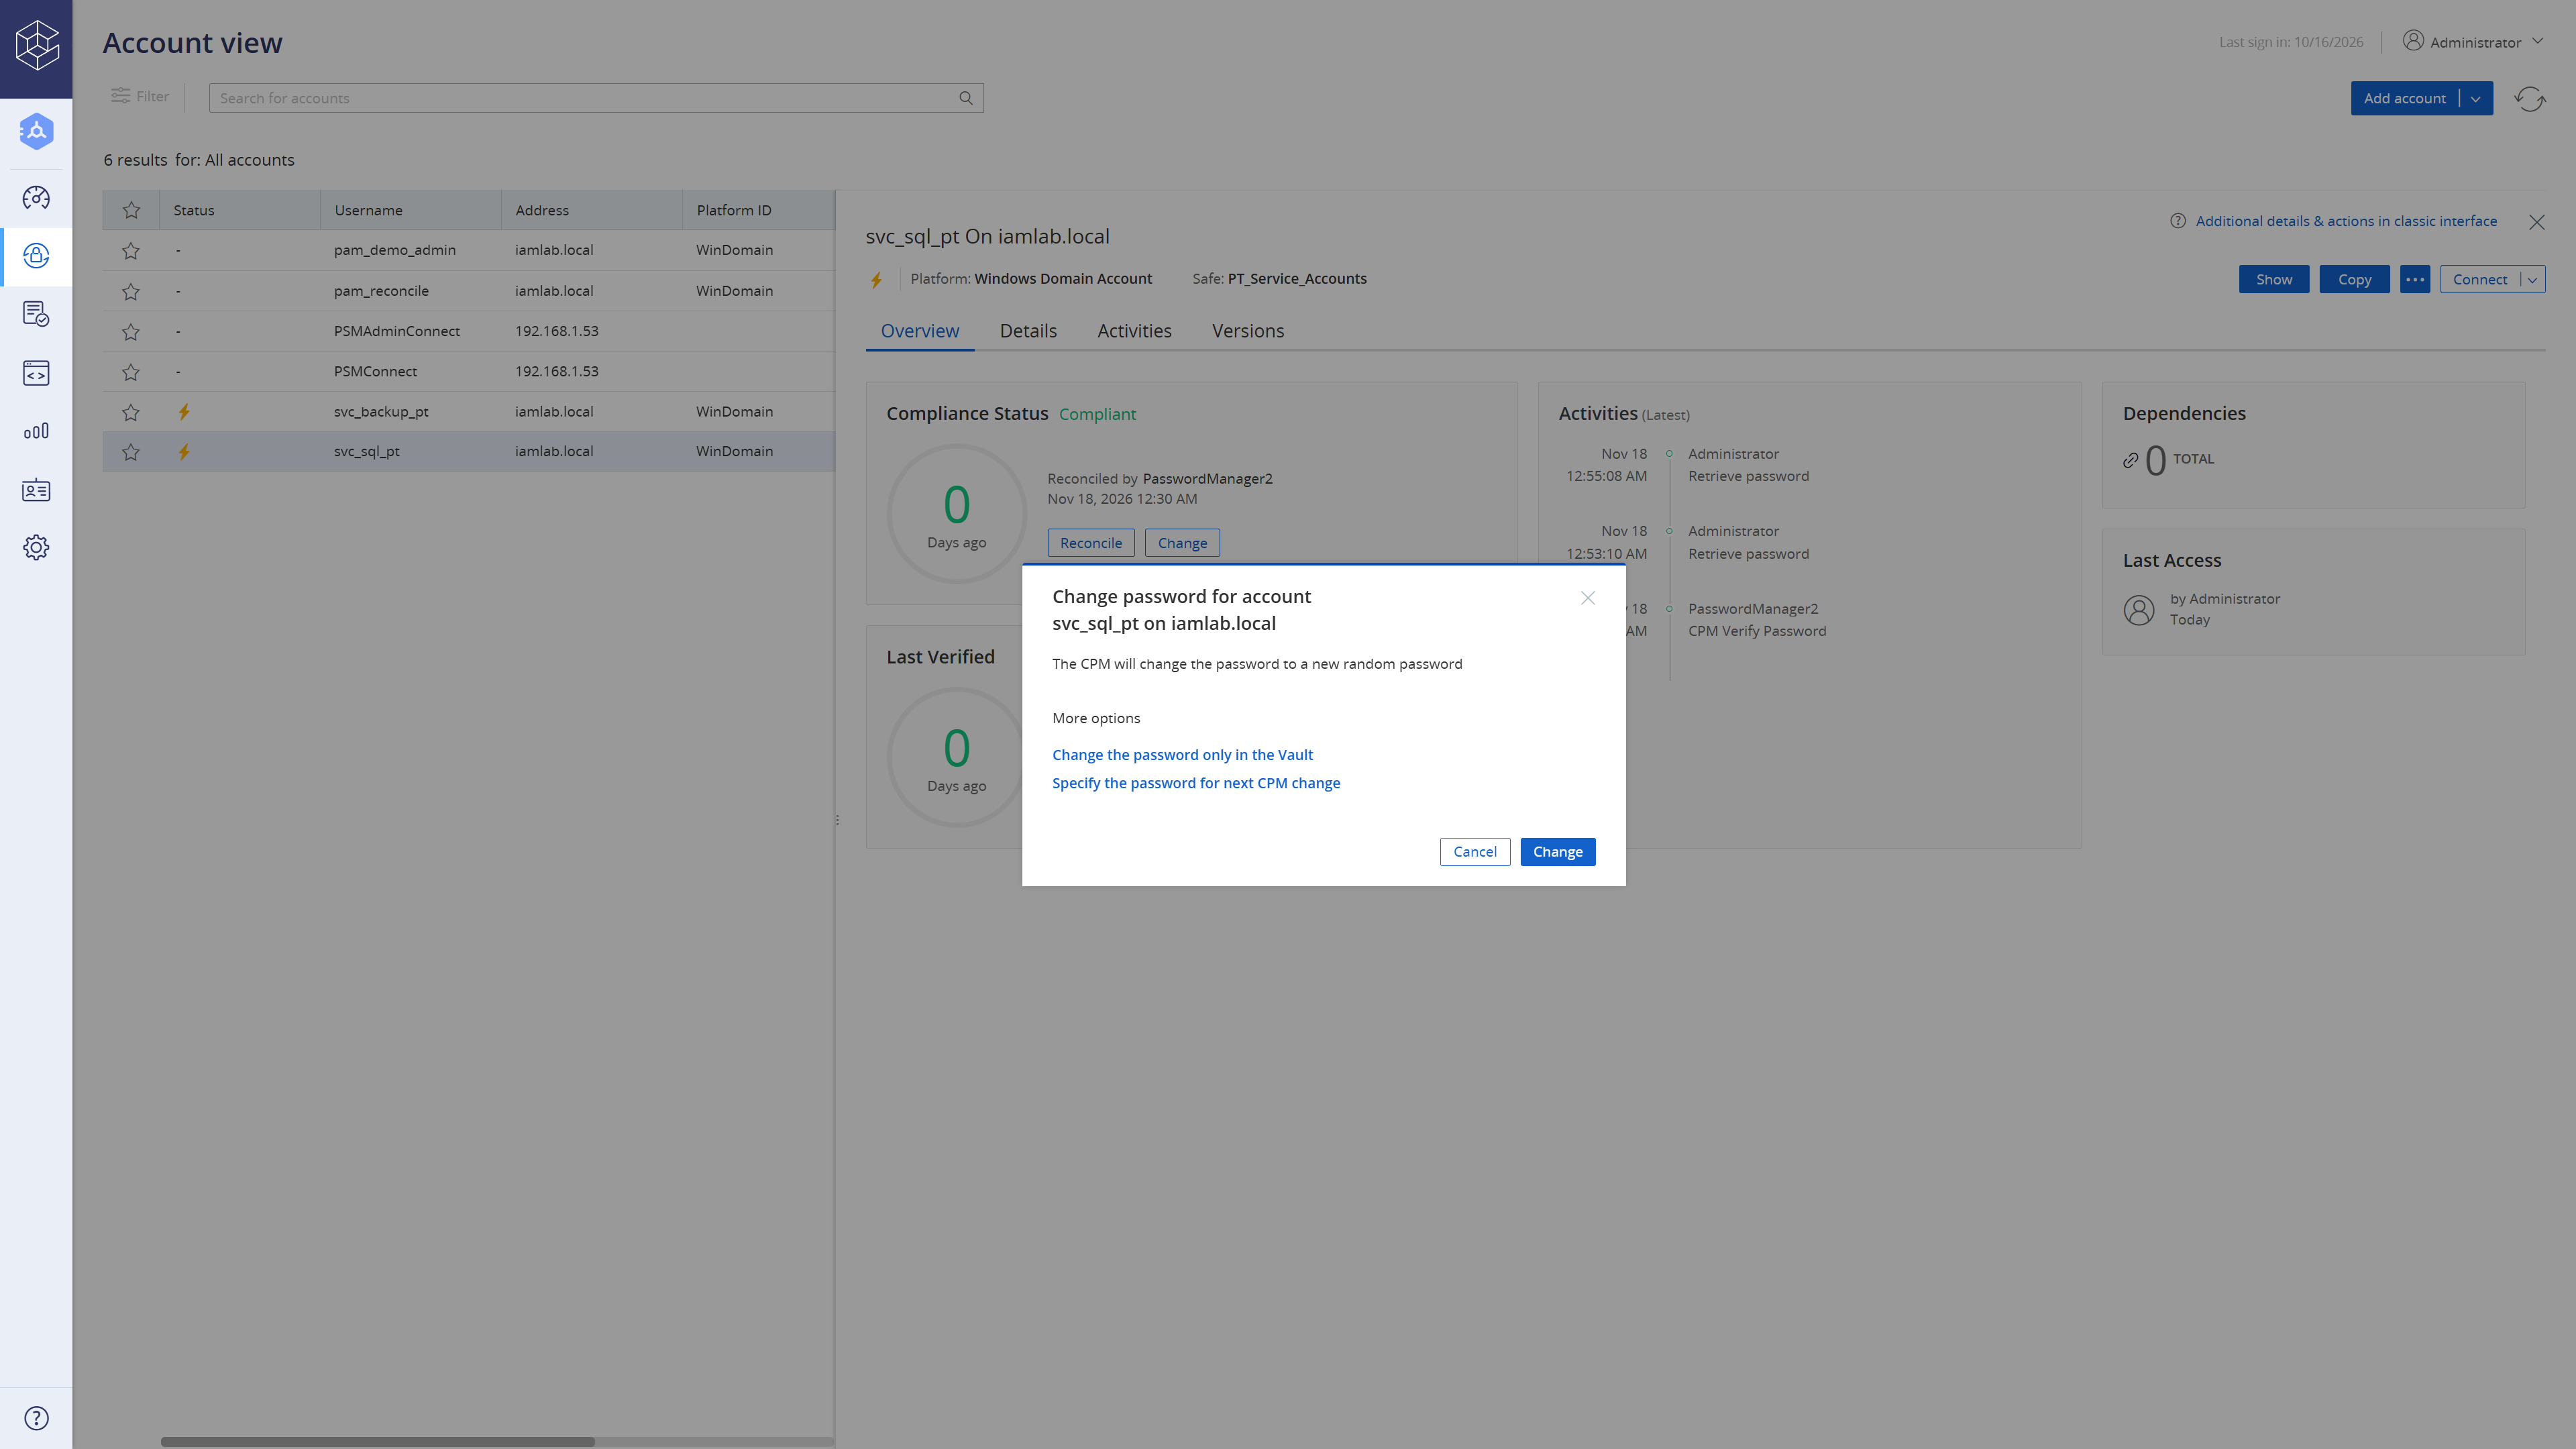 Account view
Last sign in: 10/16/2026
Administrator
Filter
Search for accounts
Add account
6 results for: All accounts
Status Username Address Platform ID
- pam_demo_admin iamlab.local WinDomain
- pam_reconcile iamlab.local WinDomain
- PSMAdminConnect 192.168.1.53
- PSMConnect 192.168.1.53
svc_backup_pt iamlab.local WinDomain
svc_sql_pt iamlab.local WinDomain
Additional details & actions in classic interface
svc_sql_pt On iamlab.local
Platform: Windows Domain Account Safe: PT_Service_Accounts
Show Copy ... Connect
Overview Details Activities Versions
Compliance Status Compliant
0
Days ago
Reconciled by PasswordManager2
Nov 18, 2026 12:30 AM
Reconcile Change
Last Verified
0
Days ago
Activities (Latest)
Nov 18 Administrator
12:55:08 AM Retrieve password
Nov 18 Administrator
12:53:10 AM Retrieve password
18 PasswordManager2
AM CPM Verify Password
Dependencies
0 TOTAL
Last Access
by Administrator
Today
Change password for account
svc_sql_pt on iamlab.local
The CPM will change the password to a new random password
More options
Change the password only in the Vault
Specify the password for next CPM change
Cancel Change